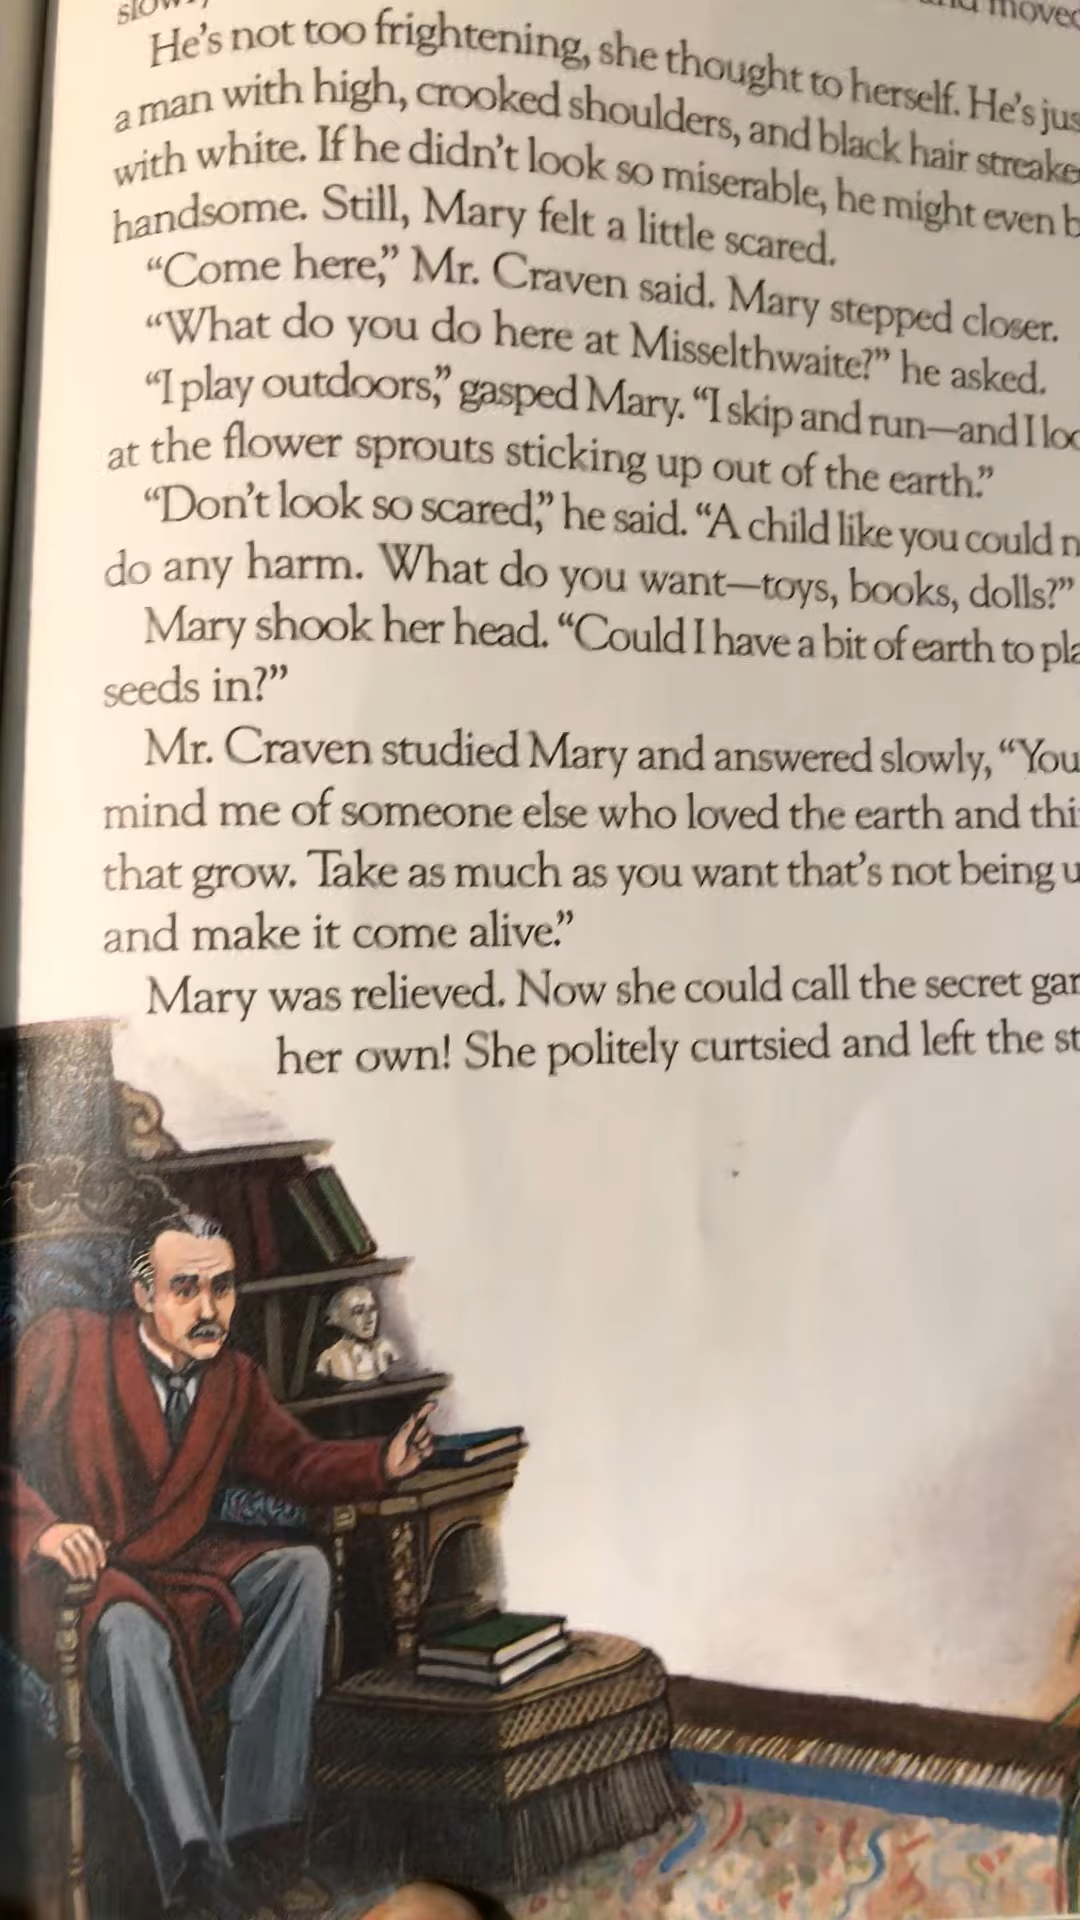 He's not too frightening, she thought to herself. He's jus
a man with high, crooked shoulders, and black hair streake
with white. If he didn't look so miserable, he might even b
handsome. Still, Mary felt a little scared.
“Come here,” Mr. Craven said. Mary stepped closer.
“What do you do here at Misselthwaite?” he asked.
“I play outdoors,” gasped Mary. “I skip and run—and I loo
at the flower sprouts sticking up out of the earth.”
“Don't look so scared,” he said. “A child like you could n
do any harm. What do you want—toys, books, dolls?”
Mary shook her head. “Could I have a bit of earth to pla
seeds in?”
Mr. Craven studied Mary and answered slowly, “You
mind me of someone else who loved the earth and thi
that grow. Take as much as you want that's not being u
and make it come alive.”
Mary was relieved. Now she could call the secret gar
her own! She politely curtsied and left the st